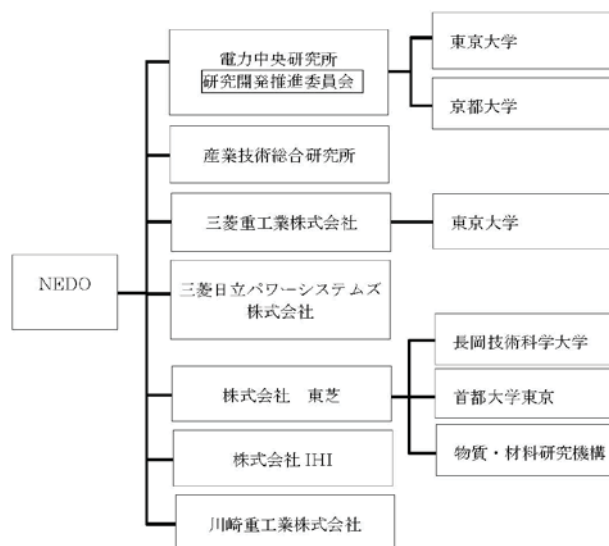 NEDO
電力中央研究所
研究開発推進委員会
東京大学
京都大学
産業技術総合研究所
三菱重工業株式会社
東京大学
三菱日立パワーシステムズ
株式会社
株式会社　東芝
長岡技術科学大学
首都大学東京
物質・材料研究機構
株式会社 IHI
川崎重工業株式会社